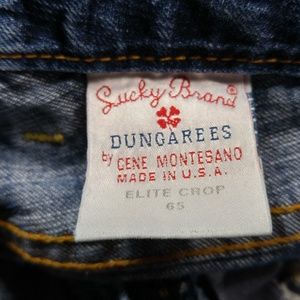 Lucky Brand®
DUNGAREES
by GENE MONTESANO
MADE IN U.S.A.
ELITE CROP
65